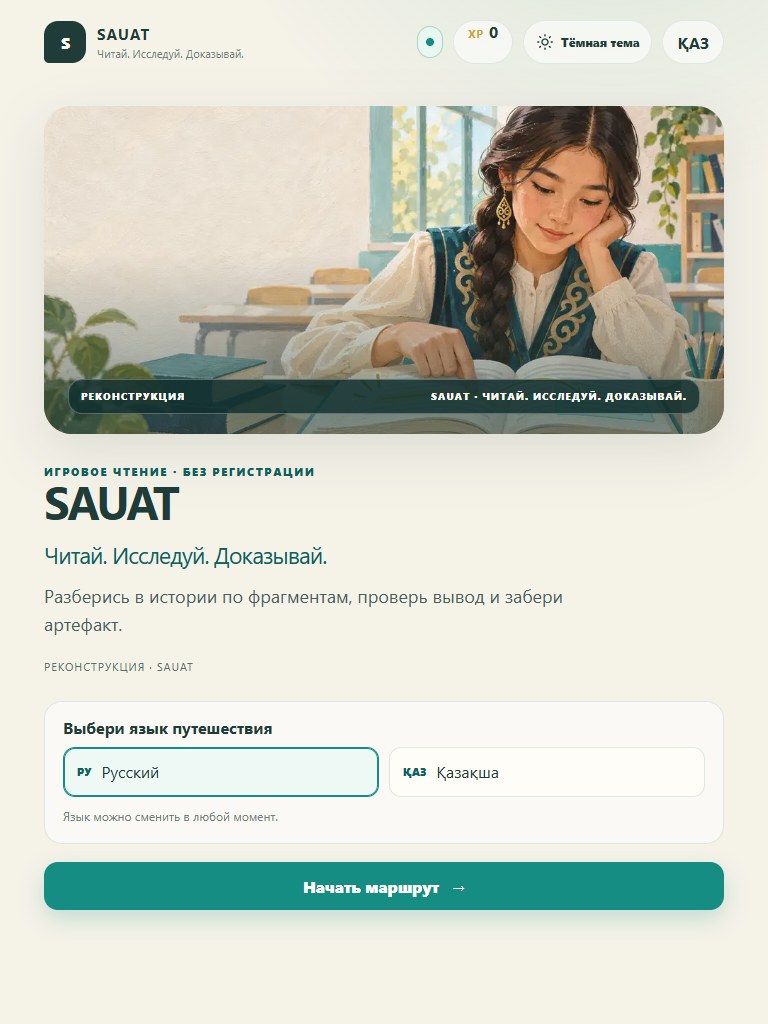 S
SAUAT
Читай. Исследуй. Доказывай.
XP 0
Тёмная тема
ҚАЗ
РЕКОНСТРУКЦИЯ
SAUAT · ЧИТАЙ. ИССЛЕДУЙ. ДОКАЗЫВАЙ.
ИГРОВОЕ ЧТЕНИЕ · БЕЗ РЕГИСТРАЦИИ
SAUAT
Читай. Исследуй. Доказывай.
Разберись в истории по фрагментам, проверь вывод и забери
артефакт.
РЕКОНСТРУКЦИЯ · SAUAT
Выбери язык путешествия
РУ Русский
ҚАЗ Қазақша
Язык можно сменить в любой момент.
Начать маршрут →